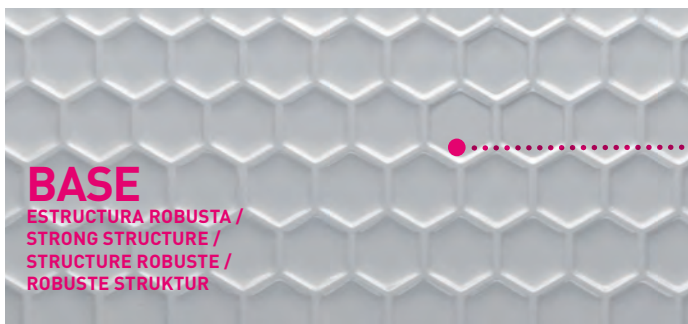 BASE
ESTRUCTURA ROBUSTA /
STRONG STRUCTURE /
STRUCTURE ROBUSTE /
ROBUSTE STRUKTUR